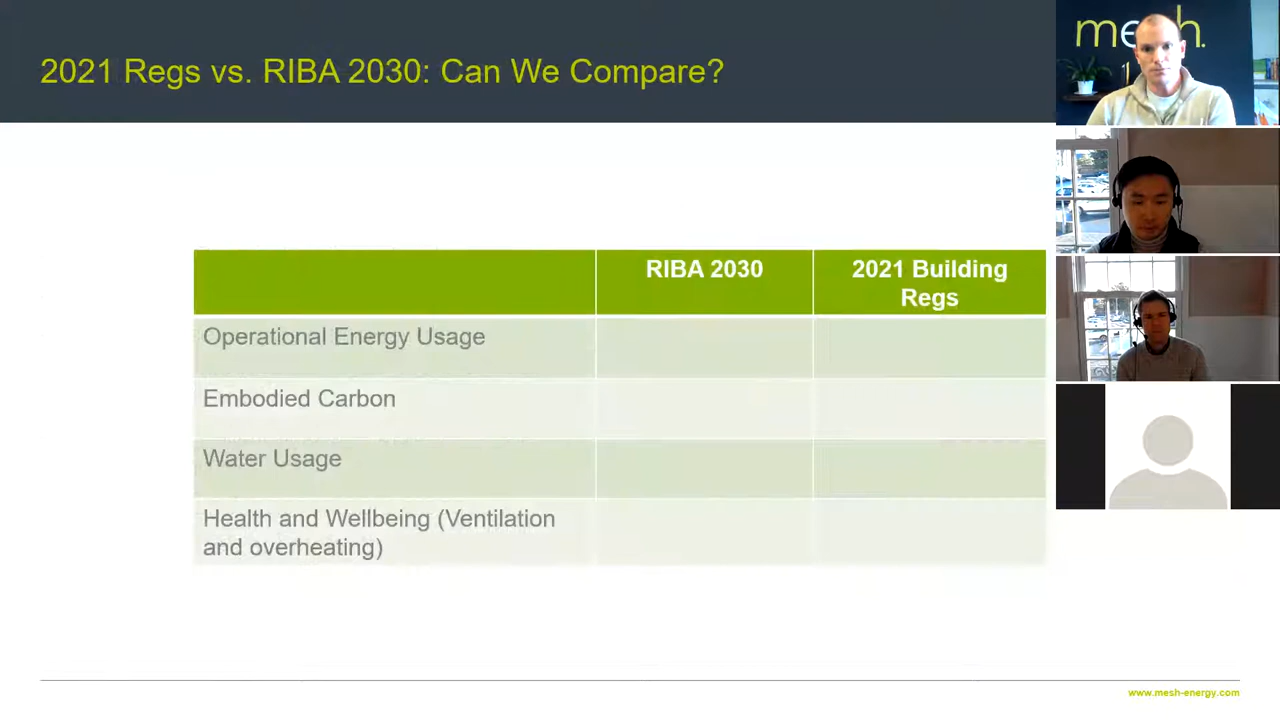 2021 Regs vs. RIBA 2030: Can We Compare?
mesh.
RIBA 2030
2021 Building
Regs
Operational Energy Usage
Embodied Carbon
Water Usage
Health and Wellbeing (Ventilation
and overheating)
www.mesh-energy.com